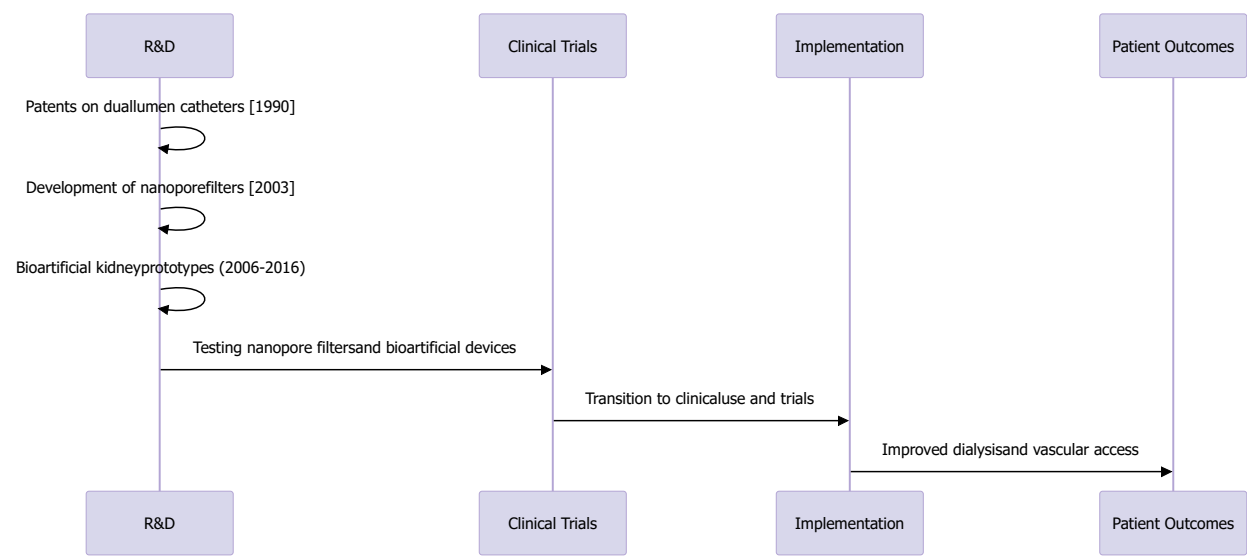 R&D
Clinical Trials
Implementation
Patient Outcomes
Patents on duallumen catheters [1990]
Development of nanoporefilters [2003]
Bioartificial kidneyprototypes (2006-2016)
Testing nanopore filtersand bioartificial devices
Transition to clinicaluse and trials
Improved dialysisand vascular access
R&D
Clinical Trials
Implementation
Patient Outcomes